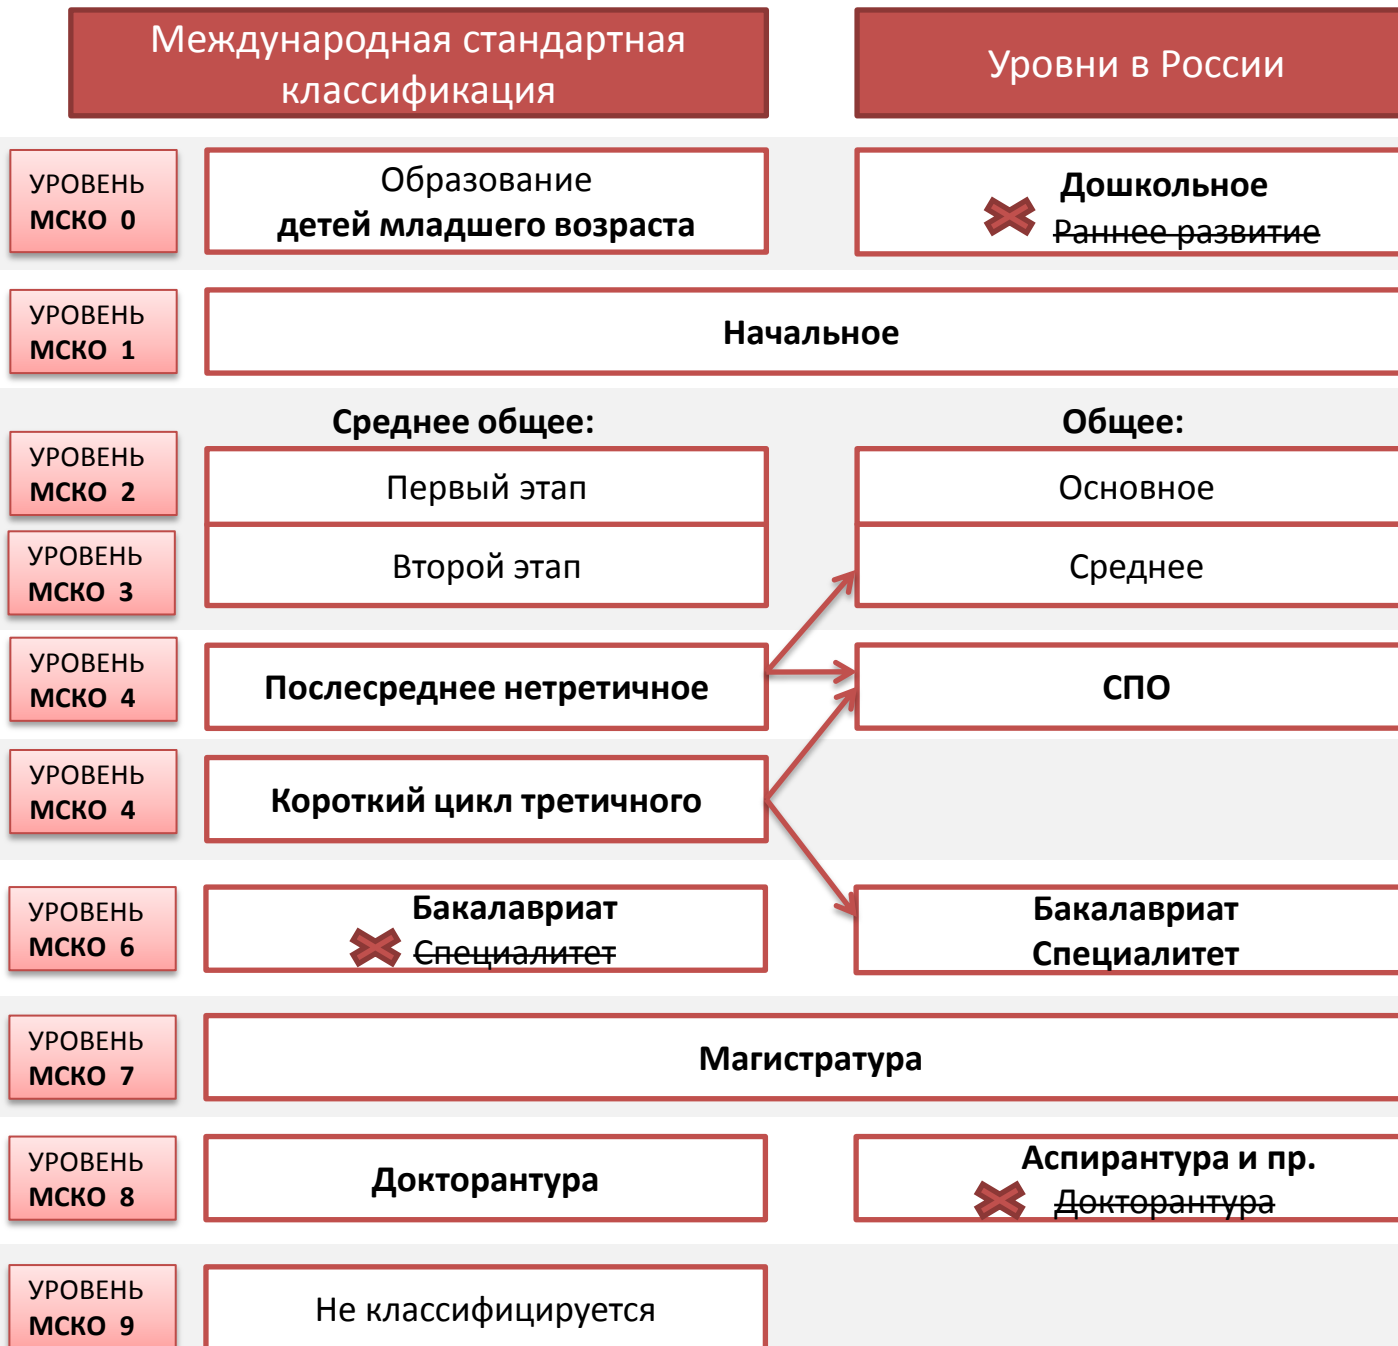 Международная стандартная
классификация
Уровни в России
УРОВЕНЬ
МСКО 0
Образование
детей младшего возраста
Дошкольное
Раннее развитие
УРОВЕНЬ
МСКО 1
Начальное
Среднее общее:
Общее:
УРОВЕНЬ
МСКО 2
Первый этап
Основное
УРОВЕНЬ
МСКО 3
Второй этап
Среднее
УРОВЕНЬ
МСКО 4
Послесреднее нетретичное
СПО
УРОВЕНЬ
МСКО 4
Короткий цикл третичного
УРОВЕНЬ
МСКО 6
Бакалавриат
Специалитет
Бакалавриат
Специалитет
УРОВЕНЬ
МСКО 7
Магистратура
УРОВЕНЬ
МСКО 8
Докторантура
Аспирантура и пр.
Докторантура
УРОВЕНЬ
МСКО 9
Не классифицируется